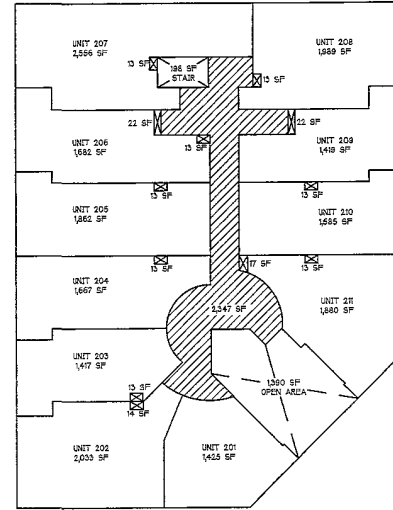 UNIT 207
2,556 SF
UNIT 208
1,989 SF
13 SF
198 SF
STAIR
13 SF
22 SF
22 SF
UNIT 206
1,682 SF
13 SF
UNIT 209
1,419 SF
13 SF
13 SF
UNIT 205
1,862 SF
UNIT 210
1,585 SF
13 SF
17 SF
13 SF
UNIT 204
1,667 SF
2,347 SF
UNIT 211
1,880 SF
UNIT 203
1,417 SF
1,390 SF
OPEN AREA
13 SF
14 SF
UNIT 202
2,033 SF
UNIT 201
1,425 SF